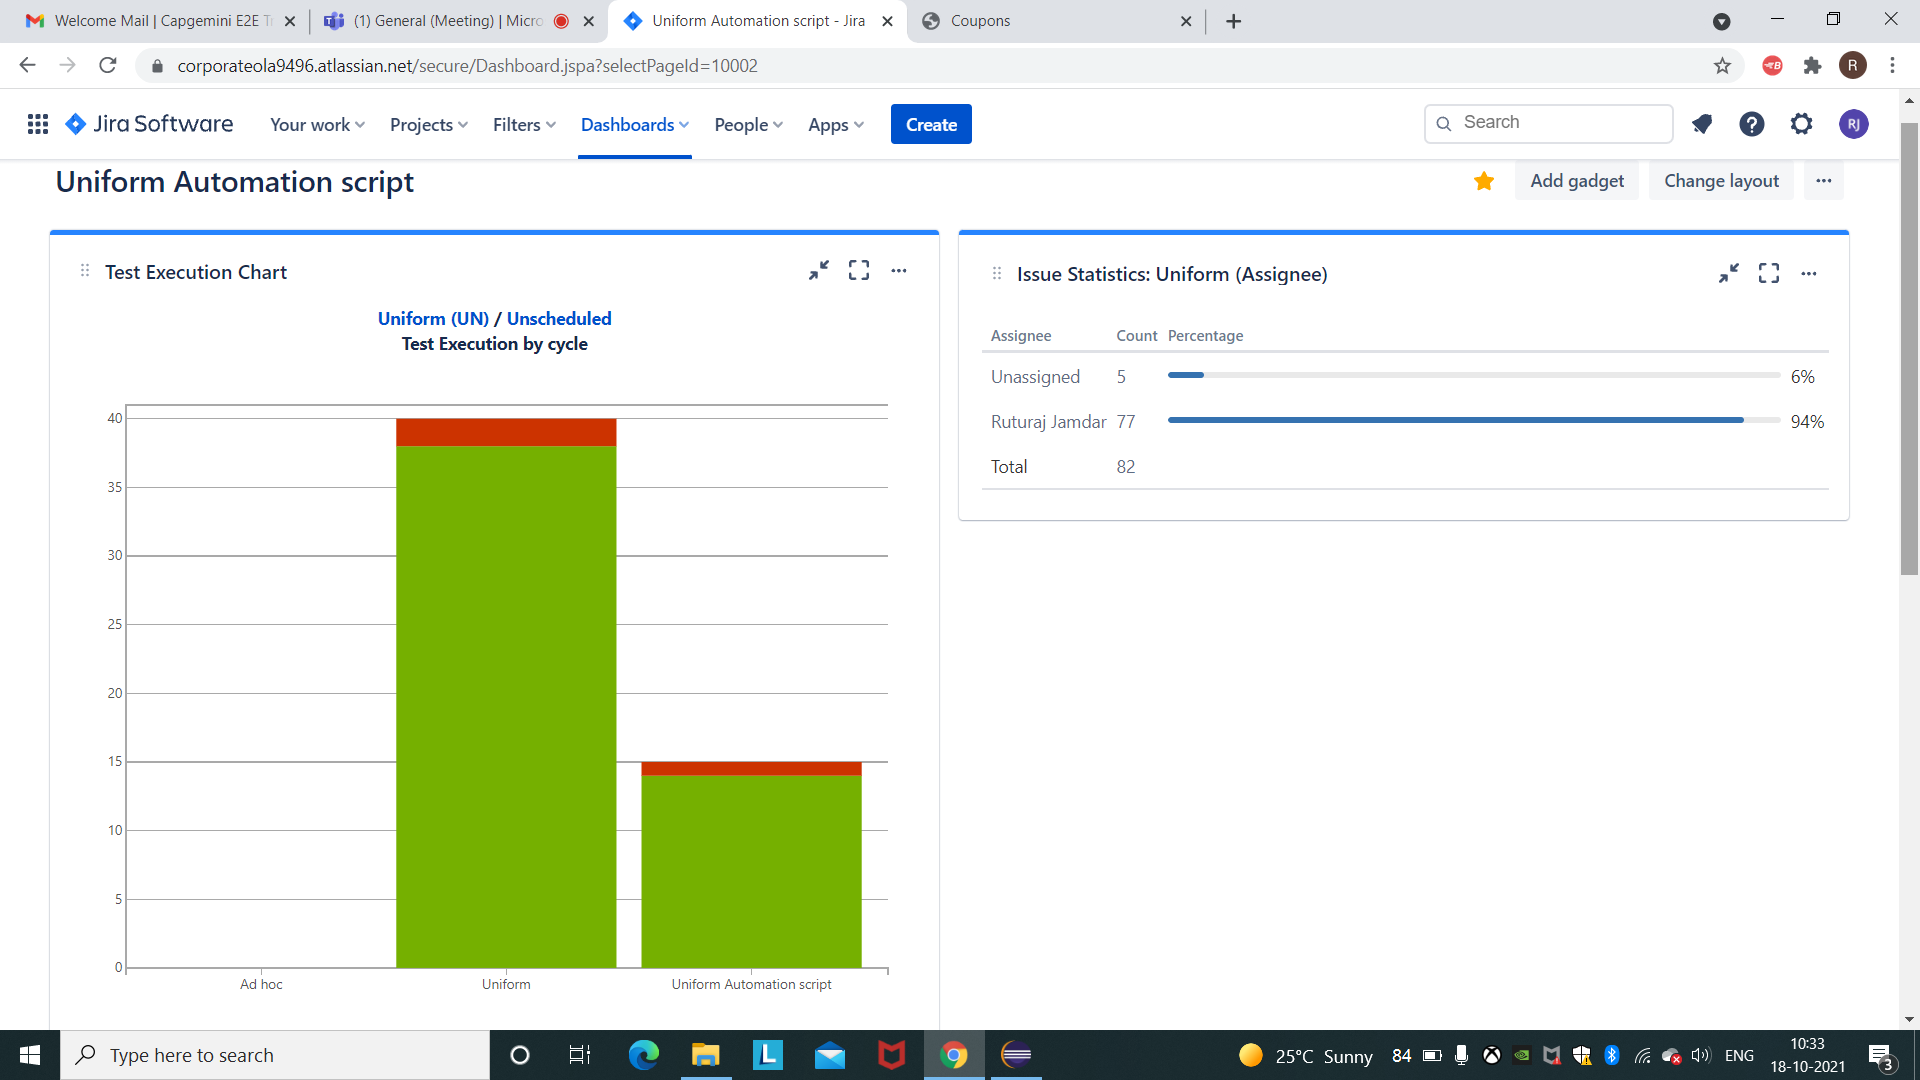 Welcome Mail | Capgemini E2E Tr
(1) General (Meeting) | Micro
Uniform Automation script - Jira
Coupons
corporateola9496.atlassian.net/secure/Dashboard.jspa?selectPageId=10002
R
Jira Software
Your work
Projects
Filters
Dashboards
People
Apps
Create
Search
RJ
Uniform Automation script
Add gadget
Change layout
Test Execution Chart
Uniform (UN) / Unscheduled
Test Execution by cycle
40
35
30
25
20
15
10
5
0
Ad hoc
Uniform
Uniform Automation script
Issue Statistics: Uniform (Assignee)
Assignee Count Percentage
Unassigned 5 6%
Ruturaj Jamdar 77 94%
Total 82
Type here to search
L
25°C Sunny
84
ENG
10:33
18-10-2021
3